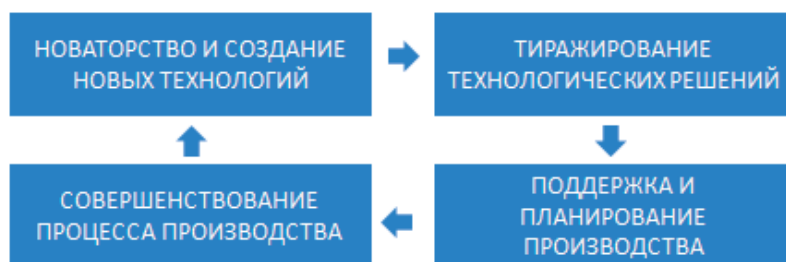 НОВАТОРСТВО И СОЗДАНИЕ
НОВЫХ ТЕХНОЛОГИЙ
ТИРАЖИРОВАНИЕ
ТЕХНОЛОГИЧЕСКИХ РЕШЕНИЙ
СОВЕРШЕНСТВОВАНИЕ
ПРОЦЕССА ПРОИЗВОДСТВА
ПОДДЕРЖКА И
ПЛАНИРОВАНИЕ
ПРОИЗВОДСТВА